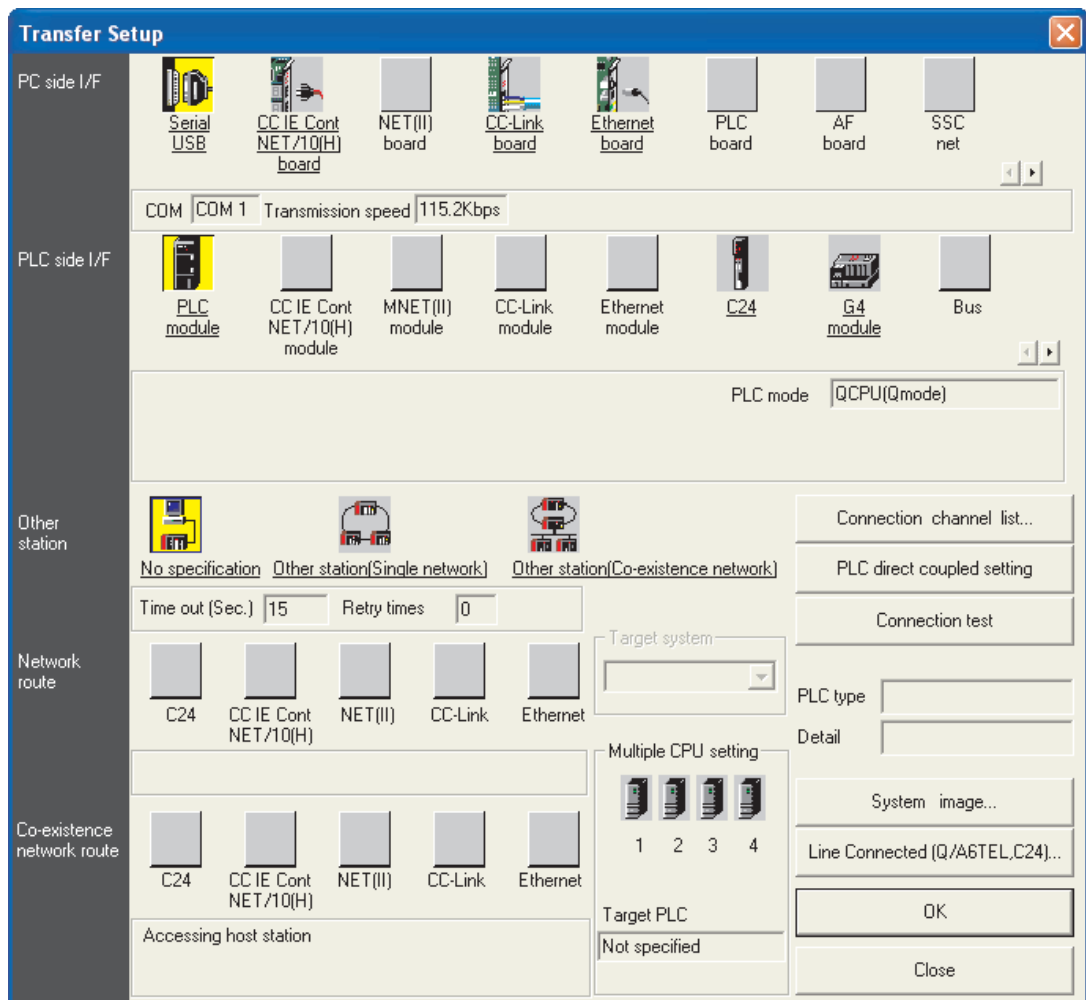 Transfer Setup
PC side I/F
Serial
USB
CC IE Cont
NET/10(H)
board
NET(II)
board
CC-Link
board
Ethernet
board
PLC
board
AF
board
SSC
net
COM COM 1 Transmission speed 115.2Kbps
PLC side I/F
PLC
module
CC IE Cont
NET/10(H)
module
MNET(II)
module
CC-Link
module
Ethernet
module
C24
G4
module
Bus
PLC mode QCPU(Qmode)
Other
station
No specification
Other station(Single network)
Other station(Co-existence network)
Time out (Sec.) 15 Retry times 0
Connection channel list...
PLC direct coupled setting
Connection test
Network
route
C24
CC IE Cont
NET/10(H)
NET(II)
CC-Link
Ethernet
Target system
PLC type
Detail
Multiple CPU setting
1 2 3 4
Target PLC
Not specified
System image...
Line Connected (Q/A6TEL,C24)...
OK
Close
Co-existence
network route
C24
CC IE Cont
NET/10(H)
NET(II)
CC-Link
Ethernet
Accessing host station